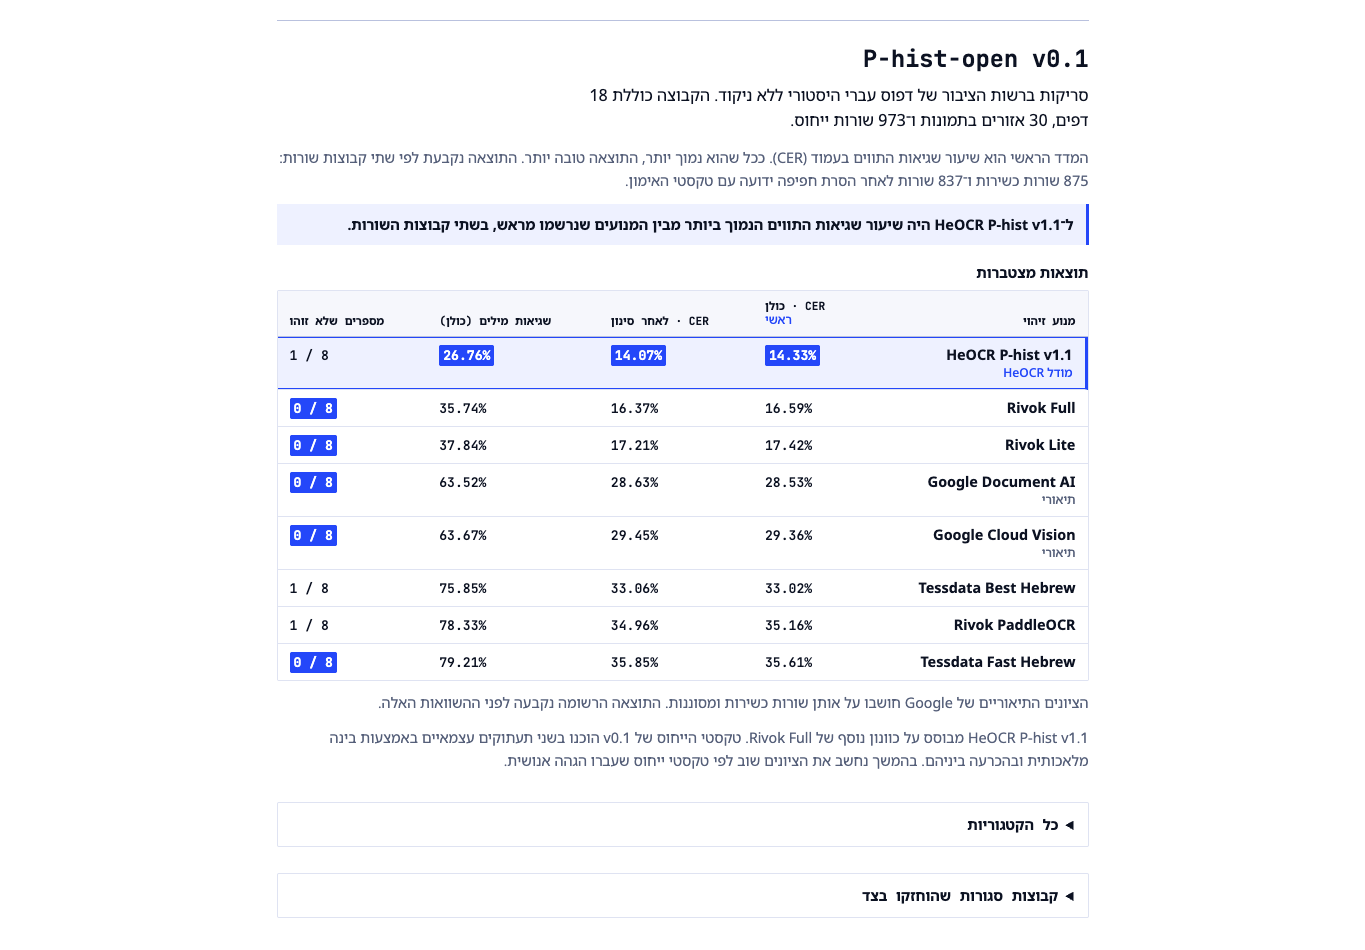 P-hist-open v0.1
סריקות ברשות הציבור של דפוס עברי היסטורי ללא ניקוד. הקבוצה כוללת 18
דפים, 30 אזורים בתמונות ו־973 שורות ייחוס.
המדד הראשי הוא שיעור שגיאות התווים בעמוד (CER). ככל שהוא נמוך יותר, התוצאה טובה יותר. התוצאה נקבעת לפי שתי קבוצות שורות:
875 שורות כשירות ו־837 שורות לאחר הסרת חפיפה ידועה עם טקסטי האימון.
ל־HeOCR P-hist v1.1 היה שיעור שגיאות התווים הנמוך ביותר מבין המנועים שנרשמו מראש, בשתי קבוצות השורות.
תוצאות מצטברות
מנוע זיהוי CER · כולן ראשי CER · לאחר סינון שגיאות מילים (כולן) מספרים שלא זוהו
HeOCR P-hist v1.1 14.33% 14.07% 26.76% 1 / 8
מודל HeOCR
Rivok Full 16.59% 16.37% 35.74% 0 / 8
Rivok Lite 17.42% 17.21% 37.84% 0 / 8
Google Document AI 28.53% 28.63% 63.52% 0 / 8
תיאורי
Google Cloud Vision 29.36% 29.45% 63.67% 0 / 8
תיאורי
Tessdata Best Hebrew 33.02% 33.06% 75.85% 1 / 8
Rivok PaddleOCR 35.16% 34.96% 78.33% 1 / 8
Tessdata Fast Hebrew 35.61% 35.85% 79.21% 0 / 8
הציונים התיאוריים של Google חושבו על אותן שורות כשירות ומסוננות. התוצאה הרשומה נקבעה לפני ההשוואות האלה.
HeOCR P-hist v1.1 מבוסס על כוונון נוסף של Rivok Full. טקסטי הייחוס של v0.1 הוכנו בשני תעתוקים עצמאיים באמצעות בינה
מלאכותית ובהכרעה ביניהם. בהמשך נחשב את הציונים שוב לפי טקסטי ייחוס שעברו הגהה אנושית.
◀ כל הקטגוריות
◀ קבוצות סגורות שהוחזקו בצד